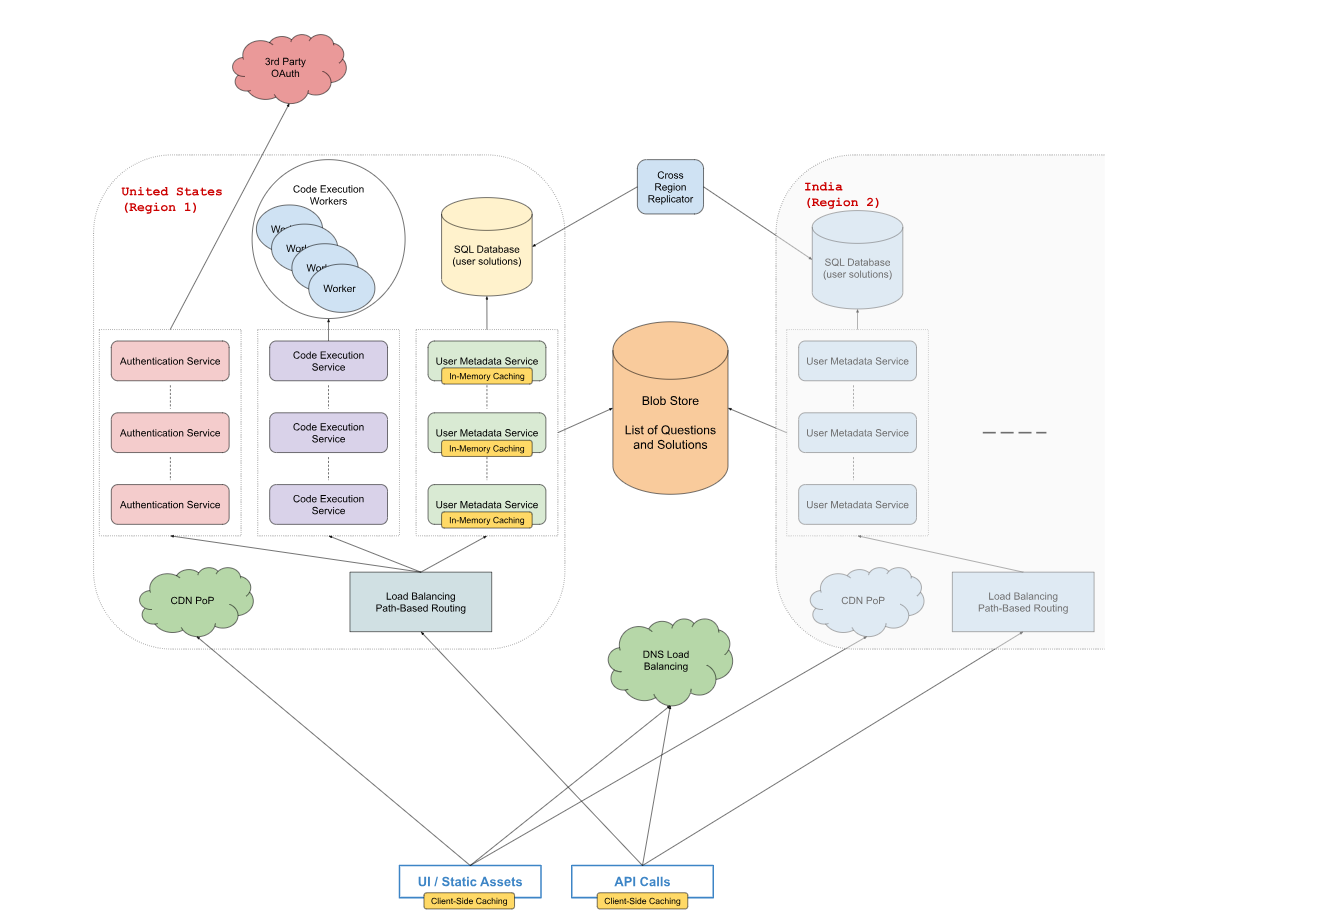 3rd Party
OAuth
United States
(Region 1)
Code Execution
Workers
Worker
Cross
Region
Replicator
India
(Region 2)
SQL Database
(user solutions)
SQL Database
(user solutions)
Authentication Service
Code Execution
Service
User Metadata Service
In-Memory Caching
User Metadata Service
Blob Store
List of Questions
and Solutions
Authentication Service
Code Execution
Service
User Metadata Service
In-Memory Caching
User Metadata Service
Authentication Service
Code Execution
Service
User Metadata Service
In-Memory Caching
User Metadata Service
CDN PoP
Load Balancing
Path-Based Routing
CDN PoP
Load Balancing
Path-Based Routing
DNS Load
Balancing
UI / Static Assets
Client-Side Caching
API Calls
Client-Side Caching